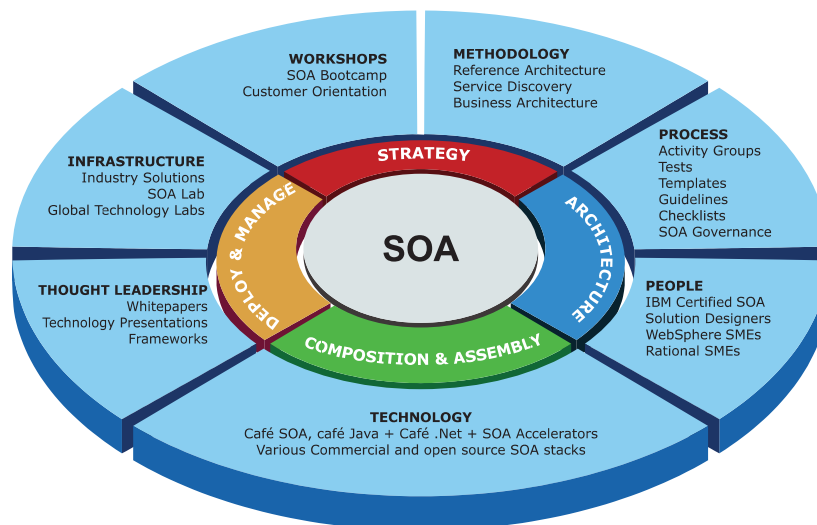 WORKSHOPS
SOA Bootcamp
Customer Orientation
METHODOLOGY
Reference Architecture
Service Discovery
Business Architecture
PROCESS
Activity Groups
Tests
Templates
Guidelines
Checklists
SOA Governance
PEOPLE
IBM Certified SOA
Solution Designers
WebSphere SMEs
Rational SMEs
TECHNOLOGY
Café SOA, café Java + Café .Net + SOA Accelerators
Various Commercial and open source SOA stacks
THOUGHT LEADERSHIP
Whitepapers
Technology Presentations
Frameworks
INFRASTRUCTURE
Industry Solutions
SOA Lab
Global Technology Labs
STRATEGY
ARCHITECTURE
COMPOSITION & ASSEMBLY
DEPLOY & MANAGE
SOA